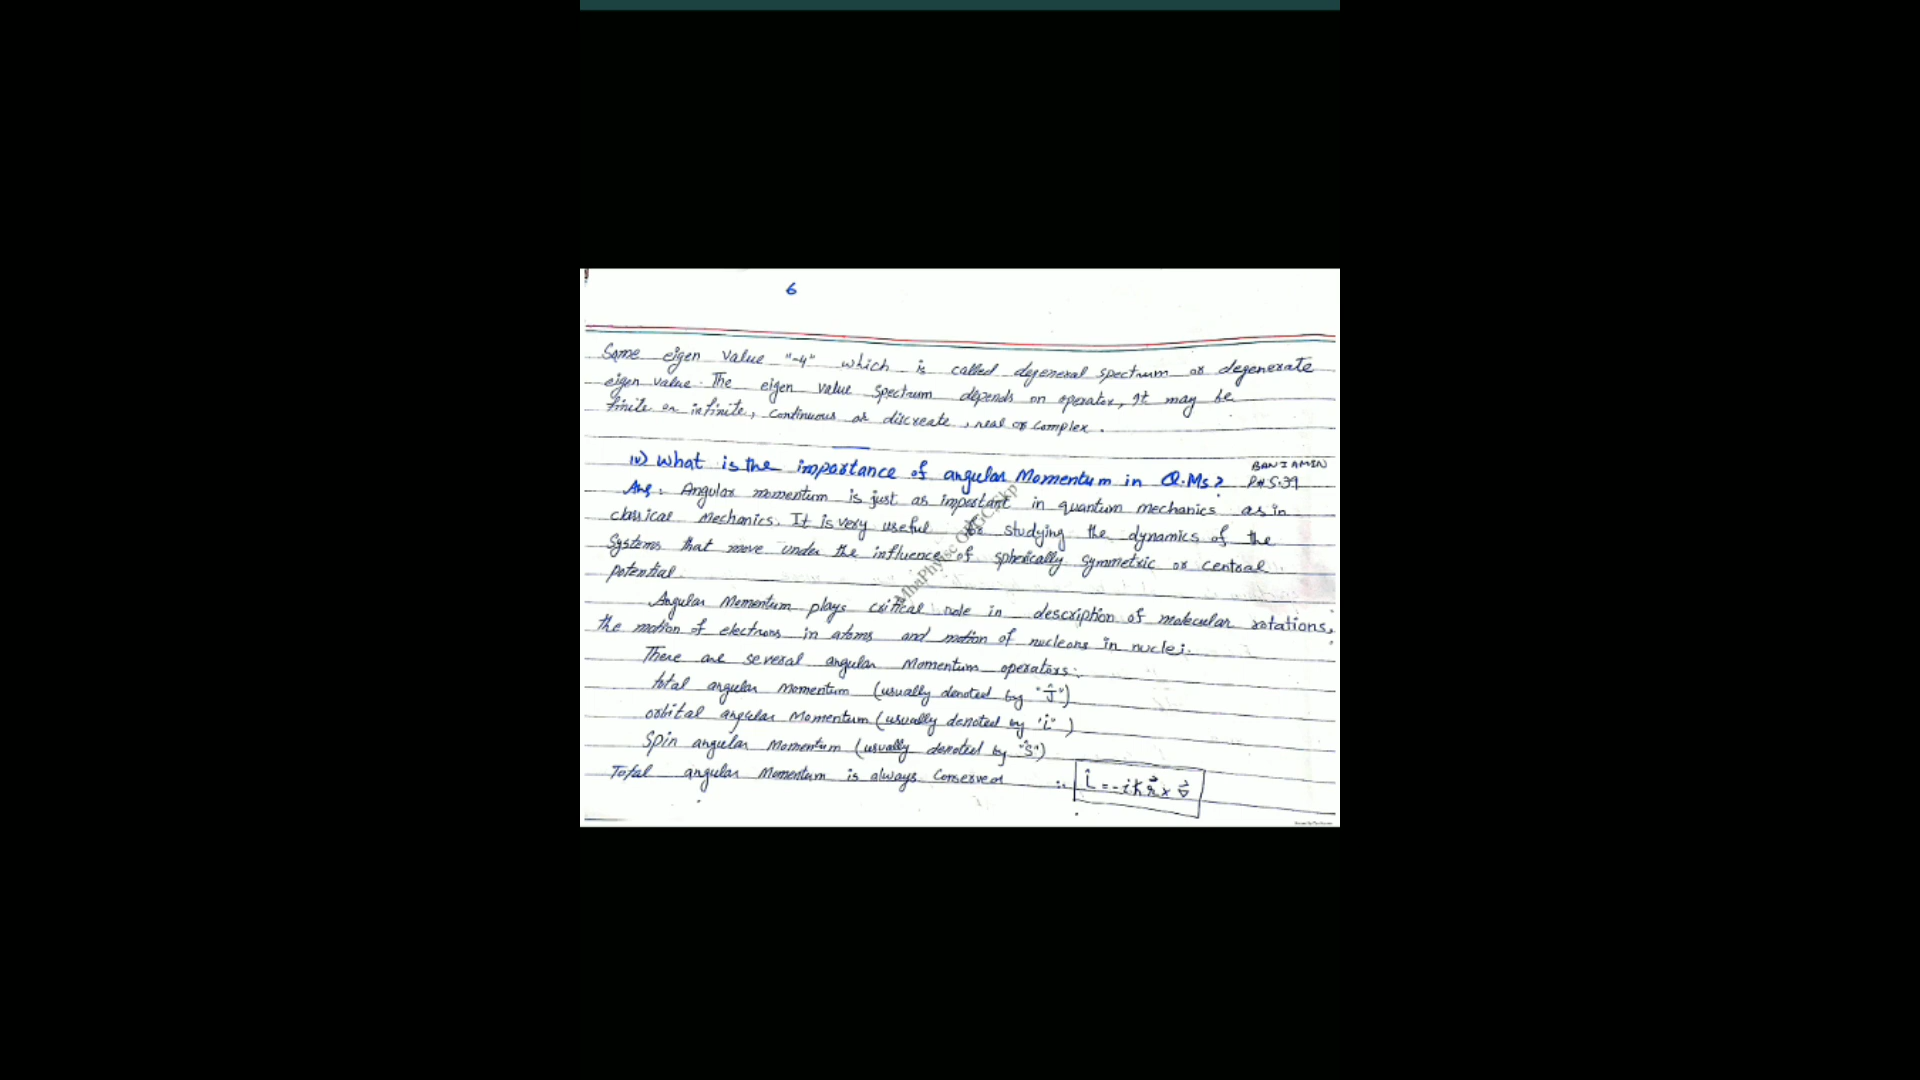 6
Same eigen value "-4" which is called degeneral spectrum or degenerate
eigen value. The eigen value spectrum depends on operator, It may be
finite or infinite, continuous or discreate, real or complex.
iv) What is the importance of angular Momentum in Q.Ms?
BANIAMIN
P# 5.39
Ans. Angular momentum is just as important in quantum mechanics as in
classical mechanics. It is very useful for studying the dynamics of the
Systems that move under the influence of spherically symmetric or central
potential.
Angular Momentum plays critical role in description of molecular rotations,
the motion of electrons in atoms and motion of nucleons in nuclei.
There are several angular Momentum operators:
total angular momentum (usually denoted by "Ĵ")
orbital angular Momentum (usually denoted by "L̂")
Spin angular momentum (usually denoted by "Ŝ")
Total angular Momentum is always conserved ∴ L̂ = -iħ r⃗ x ∇⃗